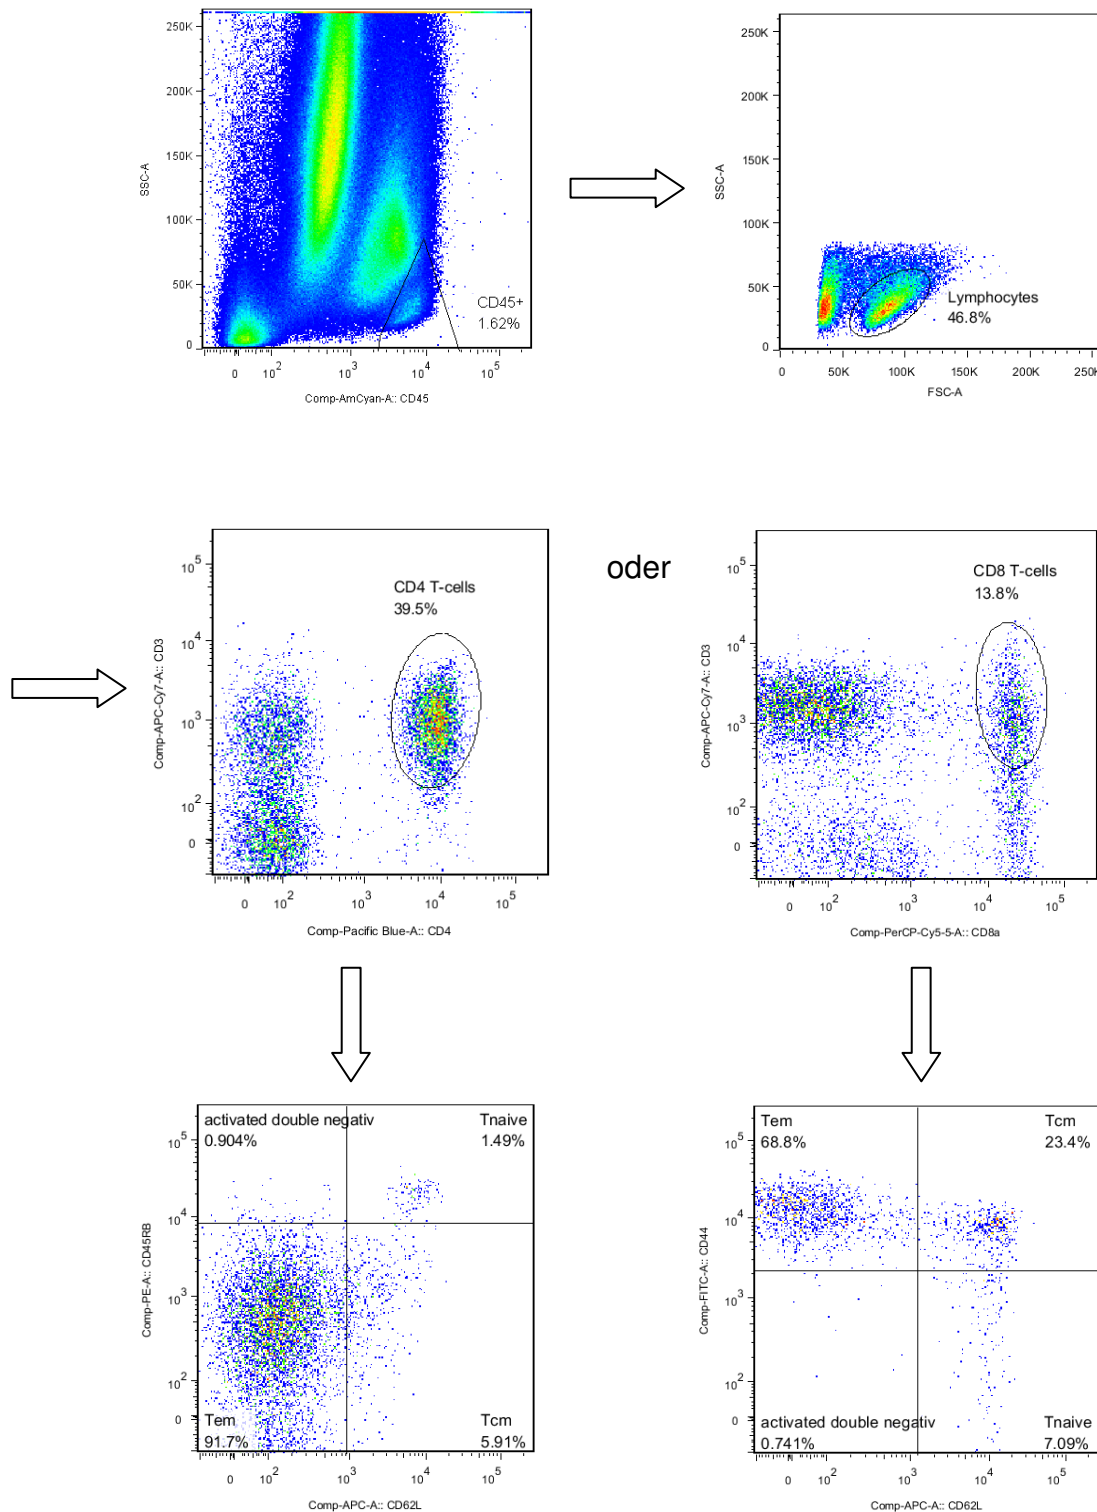 250K
200K
150K
100K
50K
0
SSC-A
CD45+
1.62%
0 10^2 10^3 10^4 10^5
Comp-AmCyan-A:: CD45
250K
200K
150K
100K
50K
0
SSC-A
Lymphocytes
46.8%
0 50K 100K 150K 200K 250K
FSC-A
oder
10^5
10^4
10^3
10^2
0
Comp-APC-Cy7-A:: CD3
CD4 T-cells
39.5%
0 10^2 10^3 10^4 10^5
Comp-Pacific Blue-A:: CD4
10^5
10^4
10^3
10^2
0
Comp-APC-Cy7-A:: CD3
CD8 T-cells
13.8%
0 10^2 10^3 10^4 10^5
Comp-PerCP-Cy5-5-A:: CD8a
activated double negativ Tnaive
0.904% 1.49%
10^5
10^4
10^3
10^2
0
Comp-PE-A:: CD45RB
Tem Tcm
91.7% 5.91%
0 10^2 10^3 10^4 10^5
Comp-APC-A:: CD62L
Tem Tcm
68.8% 23.4%
10^5
10^4
10^3
10^2
0
Comp-FITC-A:: CD44
activated double negativ Tnaive
0.741% 7.09%
0 10^2 10^3 10^4 10^5
Comp-APC-A:: CD62L